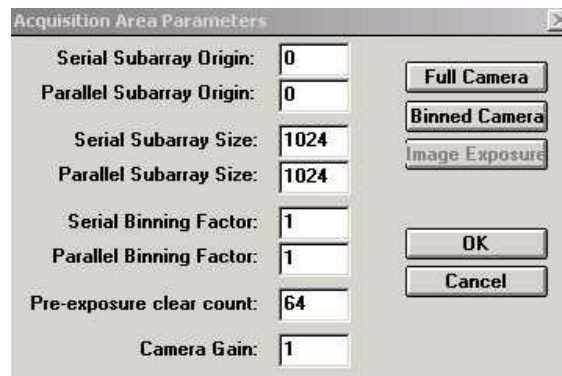 Acquisition Area Parameters
Serial Subarray Origin: 0
Parallel Subarray Origin: 0
Serial Subarray Size: 1024
Parallel Subarray Size: 1024
Serial Binning Factor: 1
Parallel Binning Factor: 1
Pre-exposure clear count: 64
Camera Gain: 1
Full Camera
Binned Camera
Image Exposure
OK
Cancel